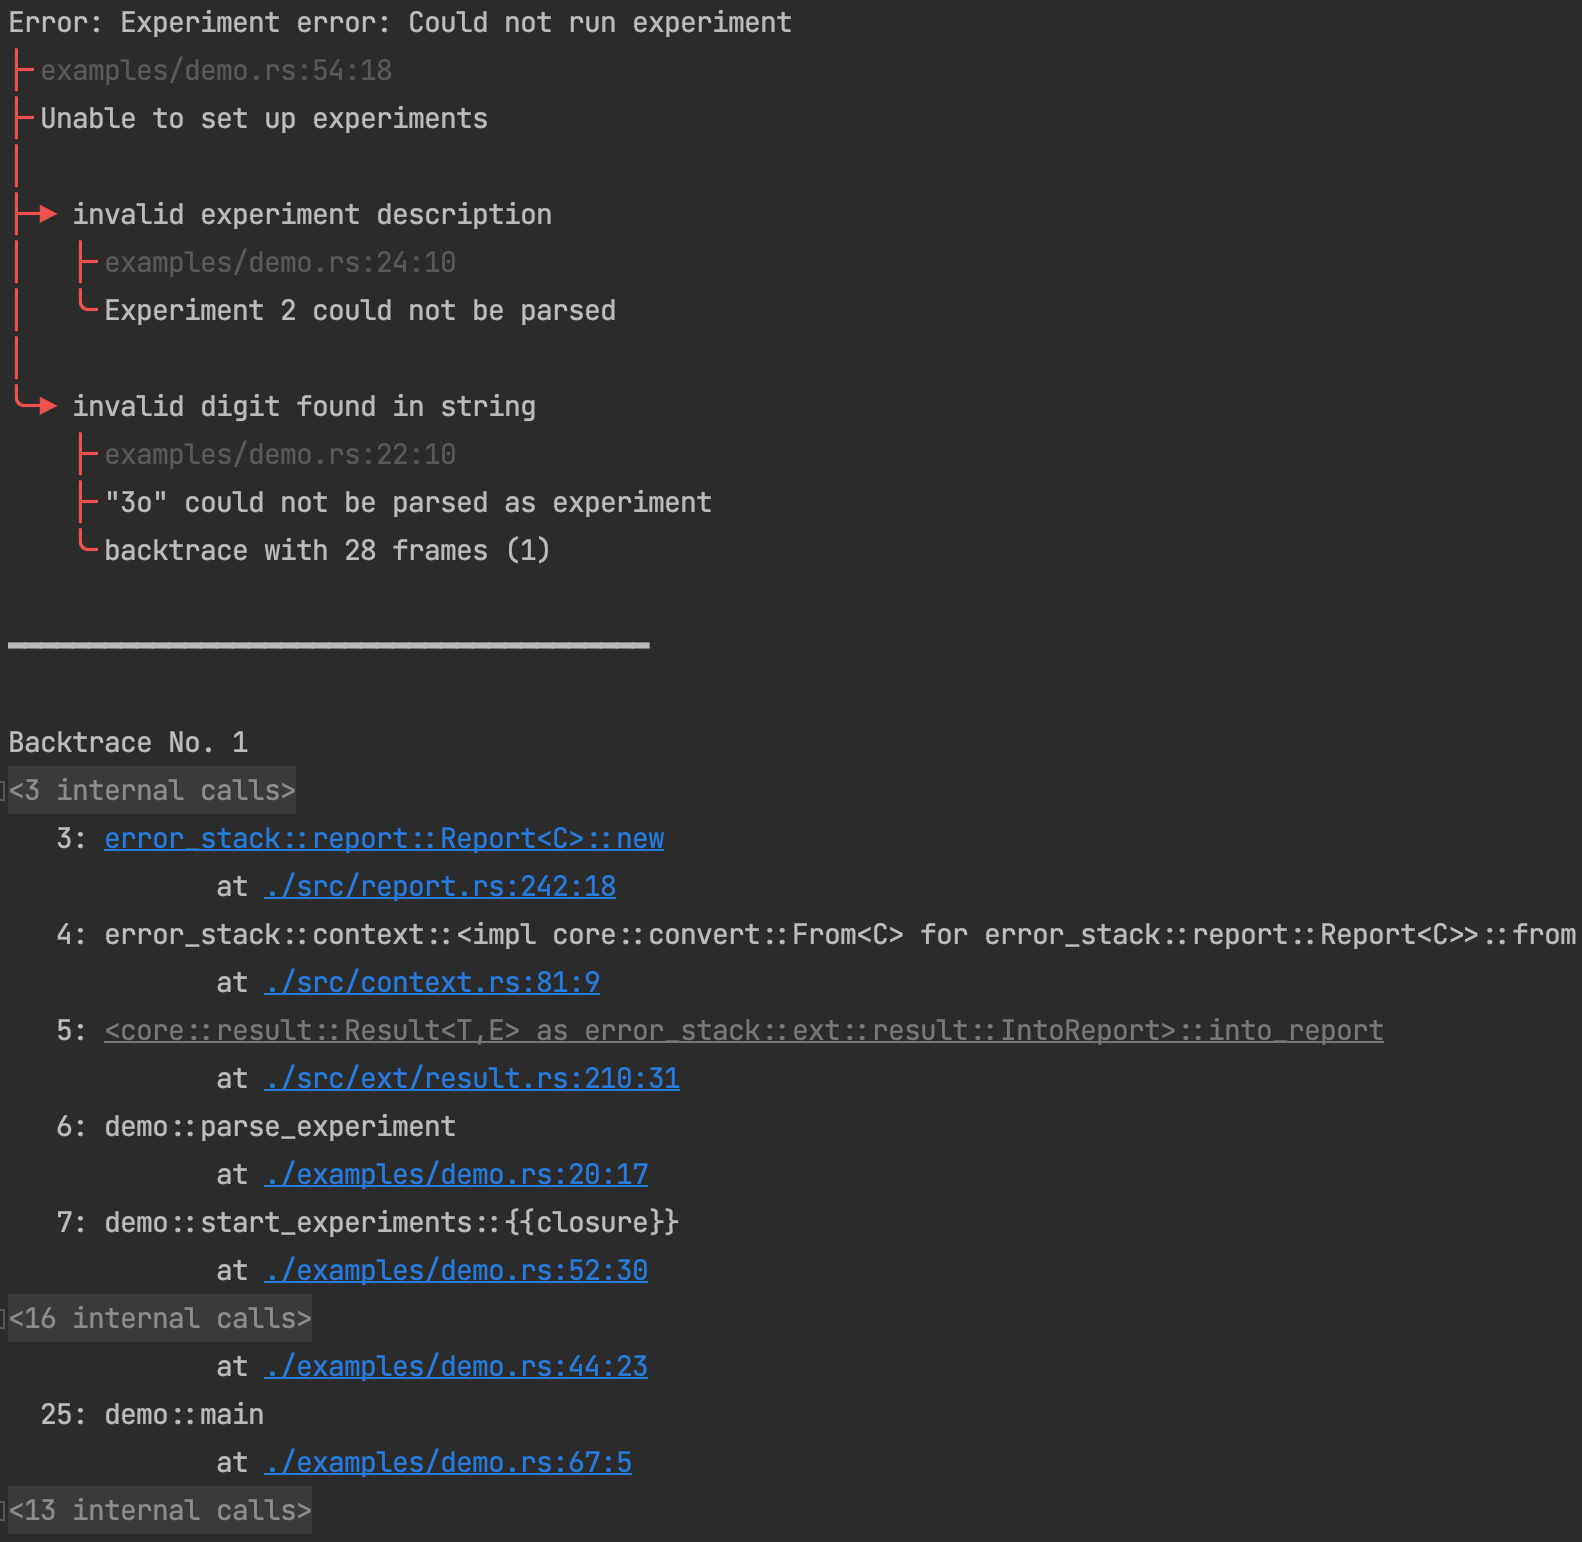 Error: Experiment error: Could not run experiment
examples/demo.rs:54:18
Unable to set up experiments
invalid experiment description
examples/demo.rs:24:10
Experiment 2 could not be parsed
invalid digit found in string
examples/demo.rs:22:10
"3o" could not be parsed as experiment
backtrace with 28 frames (1)
Backtrace No. 1
<3 internal calls>
3: error_stack::report::Report<C>::new
at ./src/report.rs:242:18
4: error_stack::context::<impl core::convert::From<C> for error_stack::report::Report<C>>::from
at ./src/context.rs:81:9
5: <core::result::Result<T,E> as error_stack::ext::result::IntoReport>::into_report
at ./src/ext/result.rs:210:31
6: demo::parse_experiment
at ./examples/demo.rs:20:17
7: demo::start_experiments::{{closure}}
at ./examples/demo.rs:52:30
<16 internal calls>
at ./examples/demo.rs:44:23
25: demo::main
at ./examples/demo.rs:67:5
<13 internal calls>